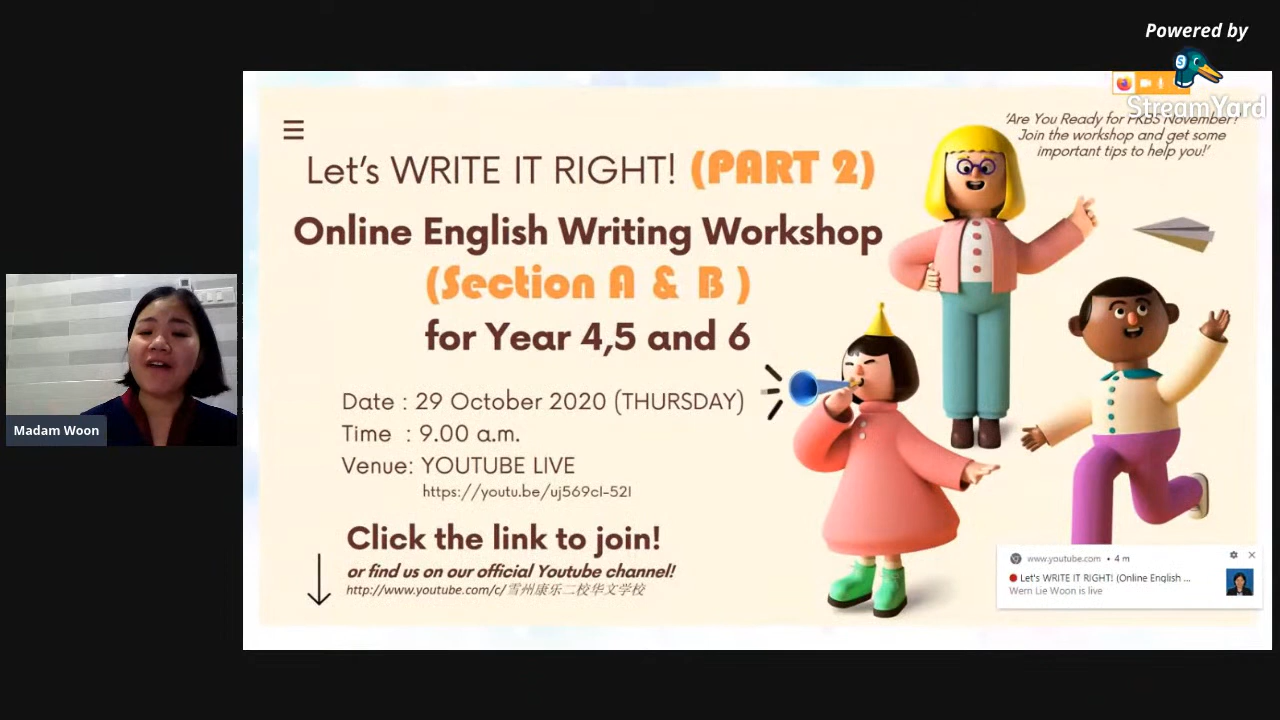 Powered by
StreamYard
'Are You Ready for PKBS November?
Join the workshop and get some
important tips to help you!'
Let's WRITE IT RIGHT! (PART 2)
Online English Writing Workshop
(Section A & B )
for Year 4,5 and 6
Date : 29 October 2020 (THURSDAY)
Time : 9.00 a.m.
Venue: YOUTUBE LIVE
https://youtu.be/uj569cI-52I
Click the link to join!
or find us on our official Youtube channel!
http://www.youtube.com/c/雪州康乐二校华文学校
Madam Woon
www.youtube.com • 4 m
Let's WRITE IT RIGHT! (Online English ...
Wern Lie Woon is live